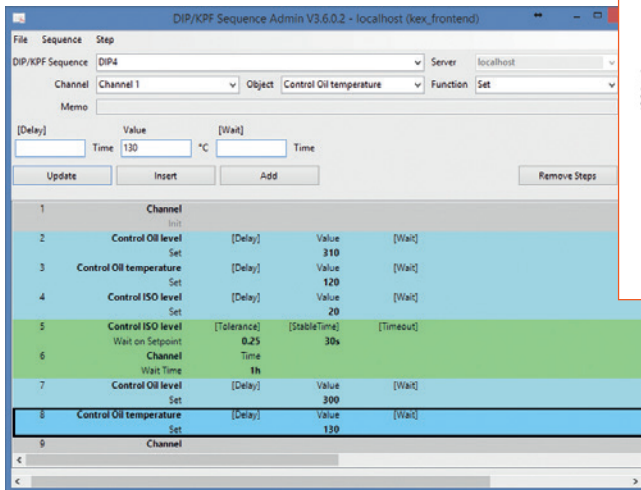 DIP/KPF Sequence Admin V3.6.0.2 - localhost (kex_frontend)
File Sequence Step
DIP/KPF Sequence DIP4 Server localhost
Channel Channel 1 Object Control Oil temperature Function Set
Memo
[Delay] Value [Wait]
Time 130 °C Time
Update Insert Add Remove Steps
1 Channel
Init
2 Control Oil level [Delay] Value [Wait]
Set 310
3 Control Oil temperature [Delay] Value [Wait]
Set 120
4 Control ISO level [Delay] Value [Wait]
Set 20
5 Control ISO level [Tolerance] [StableTime] [Timeout]
Wait on Setpoint 0.25 30s
6 Channel Time
Wait Time 1h
7 Control Oil level [Delay] Value [Wait]
Set 300
8 Control Oil temperature [Delay] Value [Wait]
Set 130
9 Channel